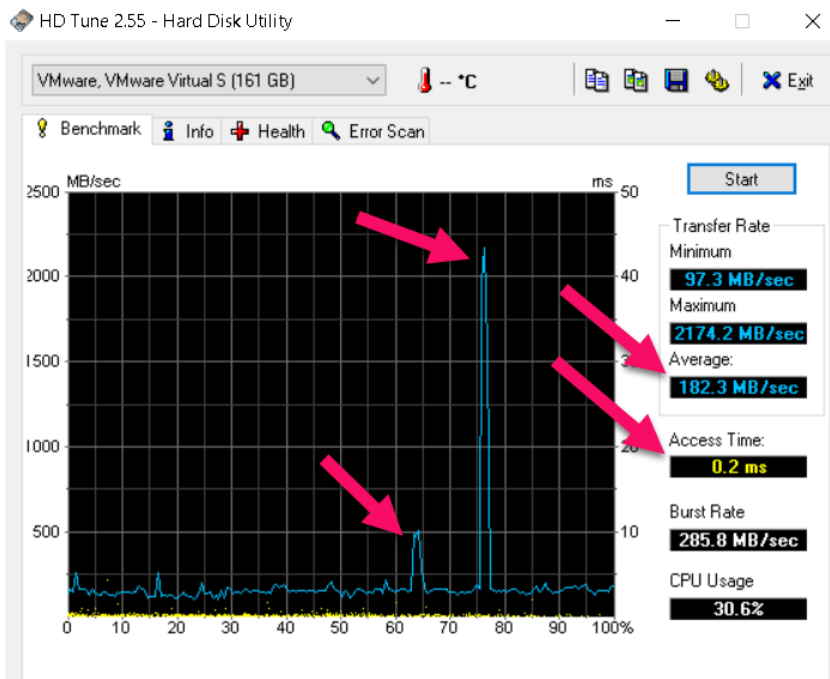 HD Tune 2.55 - Hard Disk Utility
VMware, VMware Virtual S (161 GB)
-- °C
Exit
Benchmark Info Health Error Scan
MB/sec ms
2500 50
2000 40
1500
1000 20
500 10
0 10 20 30 40 50 60 70 80 90 100%
Start
Transfer Rate
Minimum
97.3 MB/sec
Maximum
2174.2 MB/sec
Average:
182.3 MB/sec
Access Time:
0.2 ms
Burst Rate
285.8 MB/sec
CPU Usage
30.6%